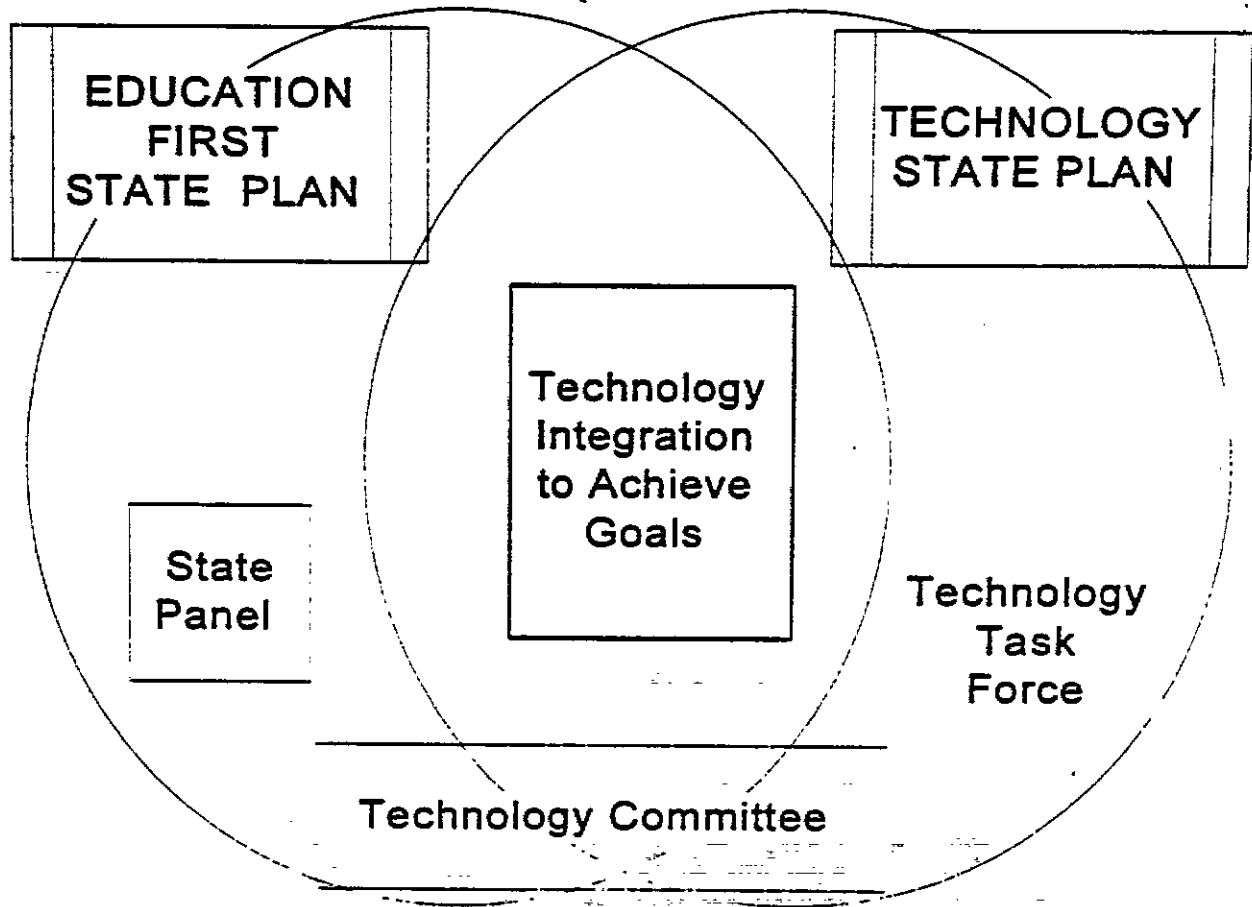 EDUCATION
FIRST
STATE PLAN
TECHNOLOGY
STATE PLAN
Technology
Integration
to Achieve
Goals
State
Panel
Technology
Task
Force
Technology Committee